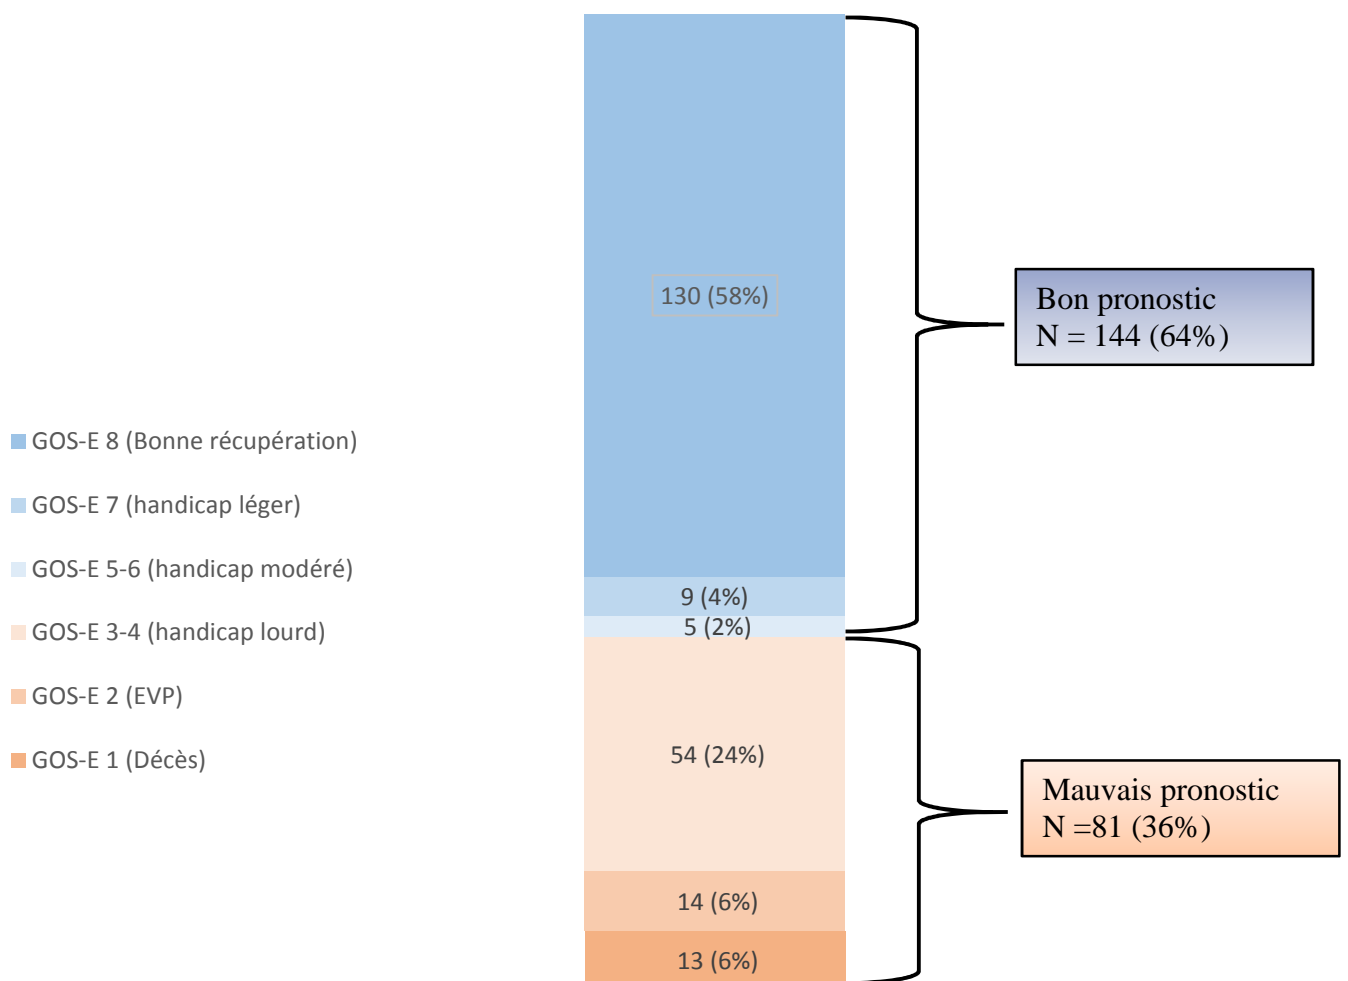 GOS-E 8 (Bonne récupération)
GOS-E 7 (handicap léger)
GOS-E 5-6 (handicap modéré)
GOS-E 3-4 (handicap lourd)
GOS-E 2 (EVP)
GOS-E 1 (Décès)
130 (58%)
9 (4%)
5 (2%)
54 (24%)
14 (6%)
13 (6%)
Bon pronostic
N = 144 (64%)
Mauvais pronostic
N =81 (36%)